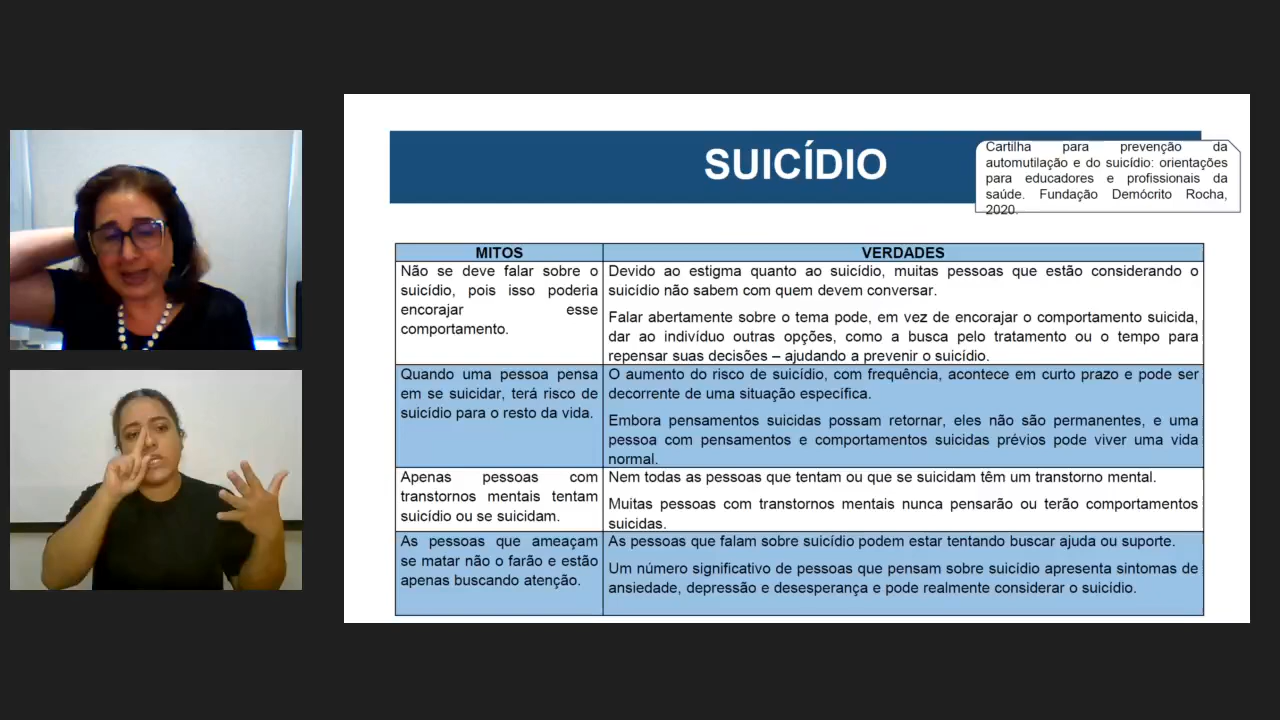 SUICÍDIO
Cartilha para prevenção da
automutilação e do suicídio: orientações
para educadores e profissionais da
saúde. Fundação Demócrito Rocha,
2020.
MITOS
VERDADES
Não se deve falar sobre o
suicídio, pois isso poderia
encorajar esse
comportamento.
Devido ao estigma quanto ao suicídio, muitas pessoas que estão considerando o
suicídio não sabem com quem devem conversar.
Falar abertamente sobre o tema pode, em vez de encorajar o comportamento suicida,
dar ao indivíduo outras opções, como a busca pelo tratamento ou o tempo para
repensar suas decisões – ajudando a prevenir o suicídio.
Quando uma pessoa pensa
em se suicidar, terá risco de
suicídio para o resto da vida.
O aumento do risco de suicídio, com frequência, acontece em curto prazo e pode ser
decorrente de uma situação específica.
Embora pensamentos suicidas possam retornar, eles não são permanentes, e uma
pessoa com pensamentos e comportamentos suicidas prévios pode viver uma vida
normal.
Apenas pessoas com
transtornos mentais tentam
suicídio ou se suicidam.
Nem todas as pessoas que tentam ou que se suicidam têm um transtorno mental.
Muitas pessoas com transtornos mentais nunca pensarão ou terão comportamentos
suicidas.
As pessoas que ameaçam
se matar não o farão e estão
apenas buscando atenção.
As pessoas que falam sobre suicídio podem estar tentando buscar ajuda ou suporte.
Um número significativo de pessoas que pensam sobre suicídio apresenta sintomas de
ansiedade, depressão e desesperança e pode realmente considerar o suicídio.